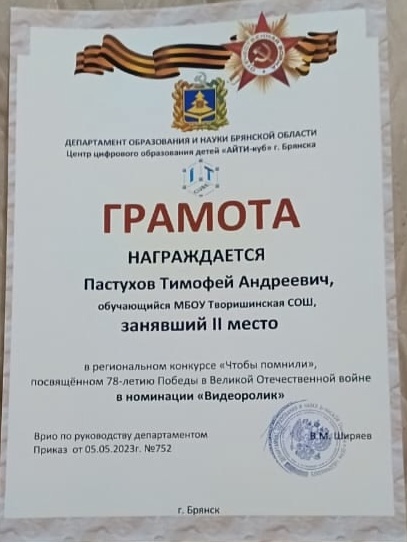 ДЕПАРТАМЕНТ ОБРАЗОВАНИЯ И НАУКИ БРЯНСКОЙ ОБЛАСТИ
Центр цифрового образования детей «АЙТИ-куб» г. Брянска
IT
CUBE
ГРАМОТА
НАГРАЖДАЕТСЯ
Пастухов Тимофей Андреевич,
обучающийся МБОУ Творишинская СОШ,
занявший II место
в региональном конкурсе «Чтобы помнили»,
посвящённом 78-летию Победы в Великой Отечественной войне
в номинации «Видеоролик»
Врио по руководству департаментом
В.М. Ширяев
Приказ от 05.05.2023г. №752
г. Брянск